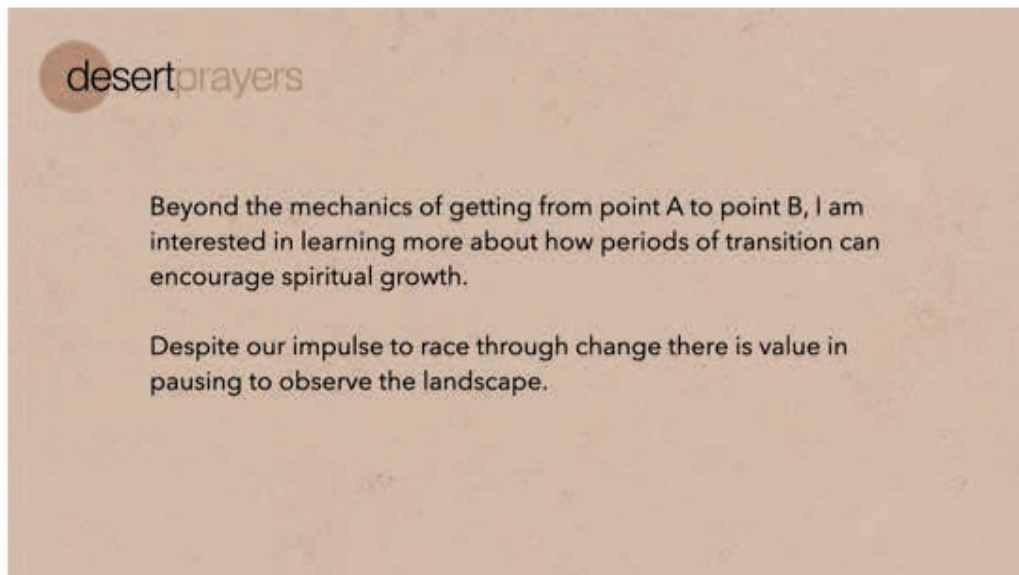 desertprayers
Beyond the mechanics of getting from point A to point B, I am
interested in learning more about how periods of transition can
encourage spiritual growth.
Despite our impulse to race through change there is value in
pausing to observe the landscape.